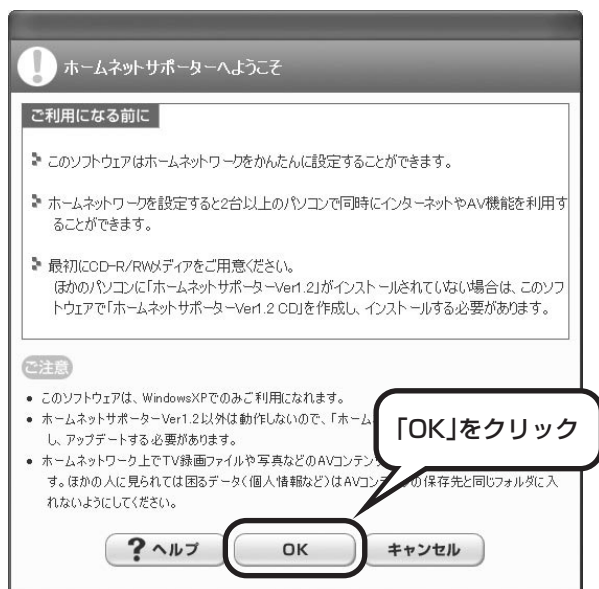 ホームネットサポーターへようこそ
ご利用になる前に
このソフトウェアはホームネットワークをかんたんに設定することができます。
ホームネットワークを設定すると2台以上のパソコンで同時にインターネットやAV機能を利用す
ることができます。
最初にCD-R/RWメディアをご用意ください。
ほかのパソコンに「ホームネットサポーターVer1.2」がインストールされていない場合は、このソフ
トウェアで「ホームネットサポーターVer1.2 CD」を作成し、インストールする必要があります。
ご注意
このソフトウェアは、WindowsXPでのみご利用になれます。
ホームネットサポーターVer1.2以外は動作しないので、「ホーム
し、アップデートする必要があります。
「OK」をクリック
ホームネットワーク上でTV録画ファイルや写真などのAVコンテン
す。ほかの人に見られては困るデータ(個人情報など)はAVコン の保存先と同じフォルダに入
れないようにしてください。
? ヘルプ OK キャンセル